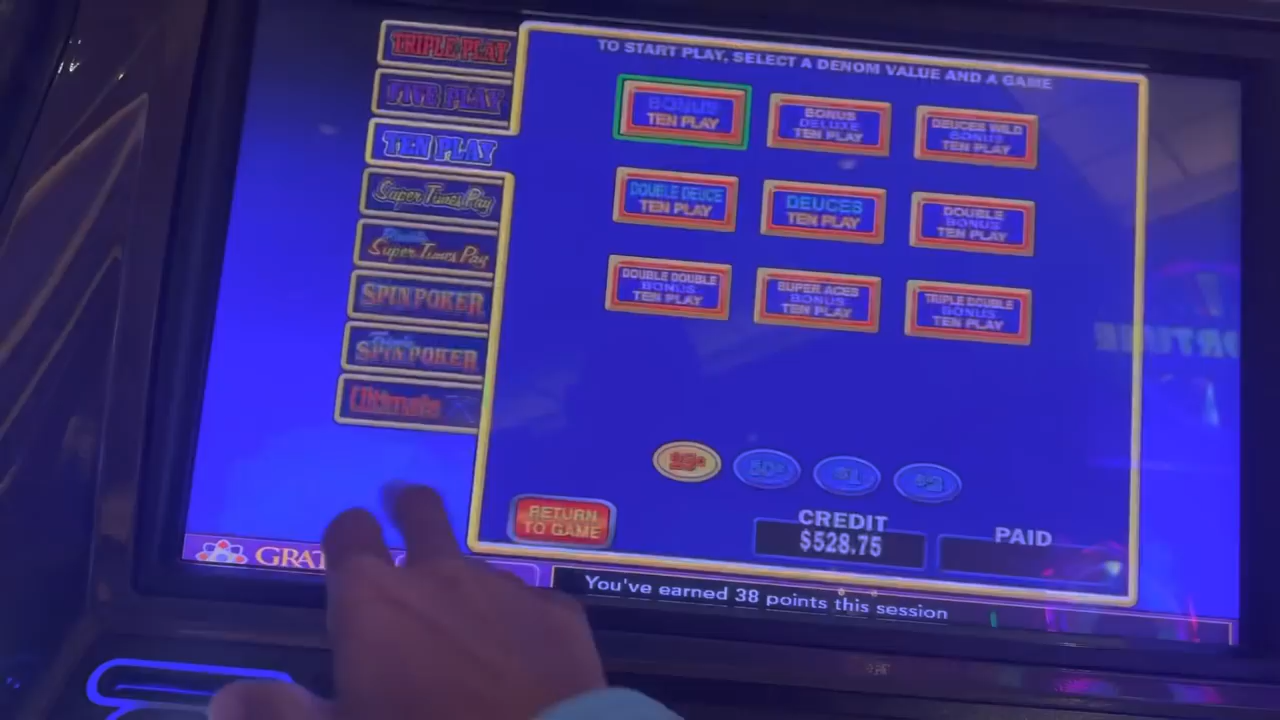 TRIPLE PLAY
FIVE PLAY
TEN PLAY
Super Times Pay
Super Times Pay
SPIN POKER
SPIN POKER
Ultimate X
TO START PLAY, SELECT A DENOM VALUE AND A GAME
BONUS
TEN PLAY
BONUS
DELUXE
TEN PLAY
DEUCES WILD
BONUS
TEN PLAY
DOUBLE DEUCE
TEN PLAY
DEUCES
TEN PLAY
DOUBLE
BONUS
TEN PLAY
DOUBLE DOUBLE
BONUS
TEN PLAY
SUPER ACES
BONUS
TEN PLAY
TRIPLE DOUBLE
BONUS
TEN PLAY
25¢
50¢
$1
RETURN
TO GAME
CREDIT
$528.75
PAID
GRAT
You've earned 38 points this session